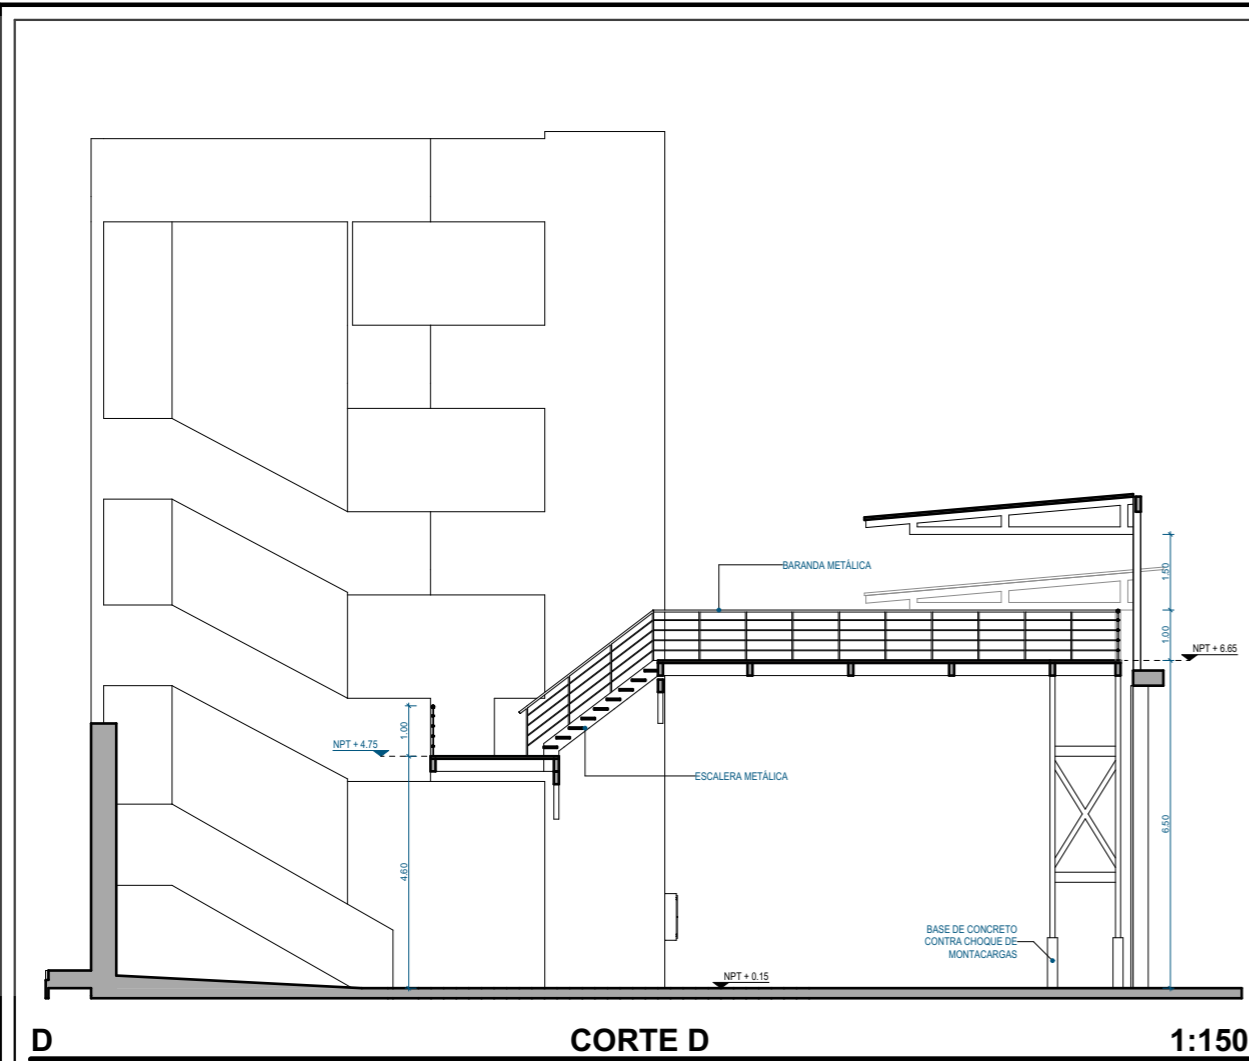 BARANDA METÁLICA
1.50
1.00
NPT + 6.65
1.00
NPT + 4.75
ESCALERA METÁLICA
6.50
4.60
BASE DE CONCRETO
CONTRA CHOQUE DE
MONTACARGAS
NPT + 0.15
D CORTE D 1:150